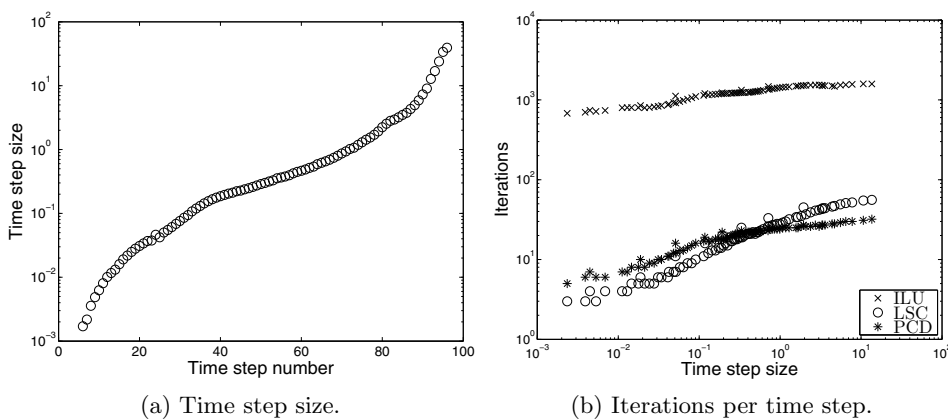 10^2
10^1
10^0
10^-1
10^-2
10^-3
Time step size
0 20 40 60 80 100
Time step number
(a) Time step size.
10^4
10^3
10^2
10^1
10^0
Iterations
ILU
LSC
PCD
10^-3 10^-2 10^-1 10^0 10^1 10^2
Time step size
(b) Iterations per time step.